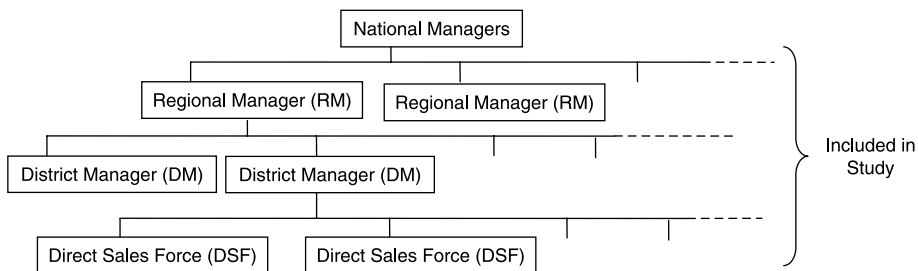 National Managers
Regional Manager (RM)
Regional Manager (RM)
District Manager (DM)
District Manager (DM)
Included in
Study
Direct Sales Force (DSF)
Direct Sales Force (DSF)